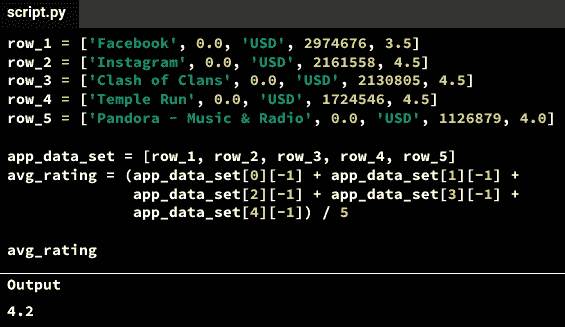 script.py
row_1 = ['Facebook', 0.0, 'USD', 2974676, 3.5]
row_2 = ['Instagram', 0.0, 'USD', 2161558, 4.5]
row_3 = ['Clash of Clans', 0.0, 'USD', 2130805, 4.5]
row_4 = ['Temple Run', 0.0, 'USD', 1724546, 4.5]
row_5 = ['Pandora - Music & Radio', 0.0, 'USD', 1126879, 4.0]
app_data_set = [row_1, row_2, row_3, row_4, row_5]
avg_rating = (app_data_set[0][-1] + app_data_set[1][-1] +
app_data_set[2][-1] + app_data_set[3][-1] +
app_data_set[4][-1]) / 5
avg_rating
Output
4.2